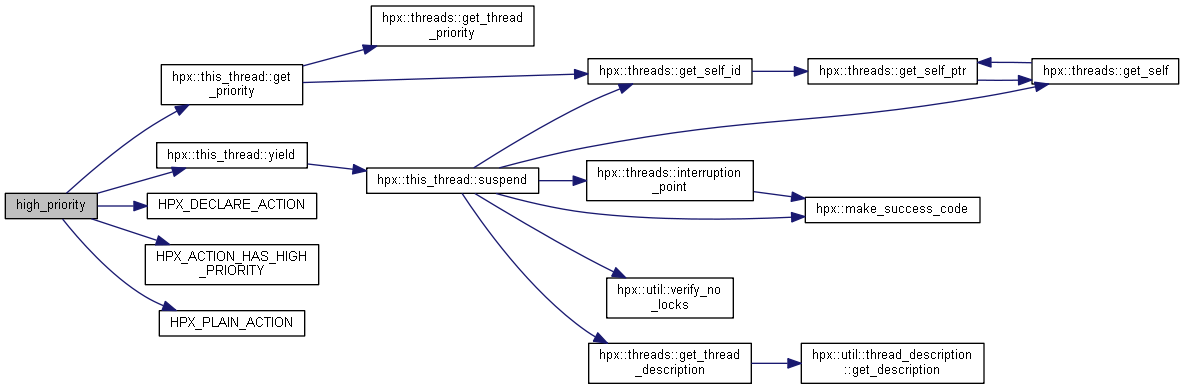 high_priority
hpx::this_thread::get
_priority
hpx::this_thread::yield
HPX_DECLARE_ACTION
HPX_ACTION_HAS_HIGH
_PRIORITY
HPX_PLAIN_ACTION
hpx::threads::get_thread
_priority
hpx::this_thread::suspend
hpx::threads::get_self_id
hpx::threads::interruption
_point
hpx::util::verify_no
_locks
hpx::threads::get_thread
_description
hpx::threads::get_self_ptr
hpx::make_success_code
hpx::util::thread_description
::get_description
hpx::threads::get_self